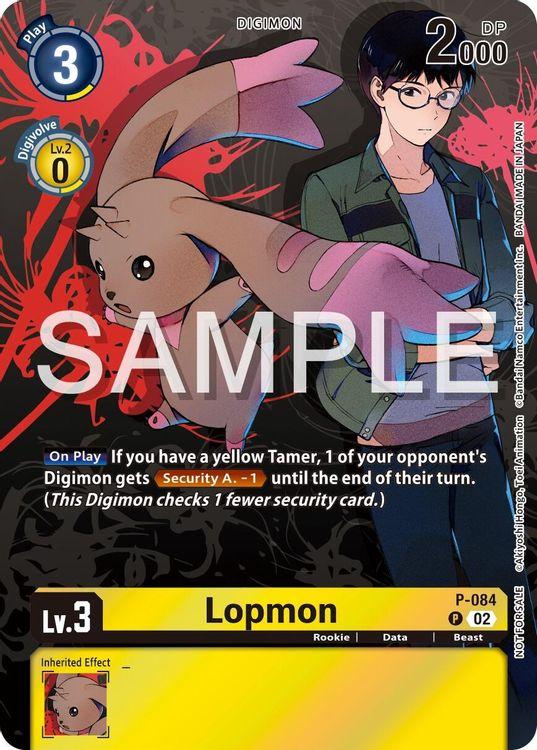 Play
3
DIGIMON
DP
2000
Digivolve
Lv.2
0
SAMPLE
On Play If you have a yellow Tamer, 1 of your opponent's
Digimon gets Security A. -1 until the end of their turn.
(This Digimon checks 1 fewer security card.)
Lv.3
Lopmon
P-084
P 02
Rookie | Data | Beast
Inherited Effect
–
NOT FOR SALE ©Akiyoshi Hongo, Toei Animation ©Bandai Namco Entertainment Inc. BANDAI MADE IN JAPAN